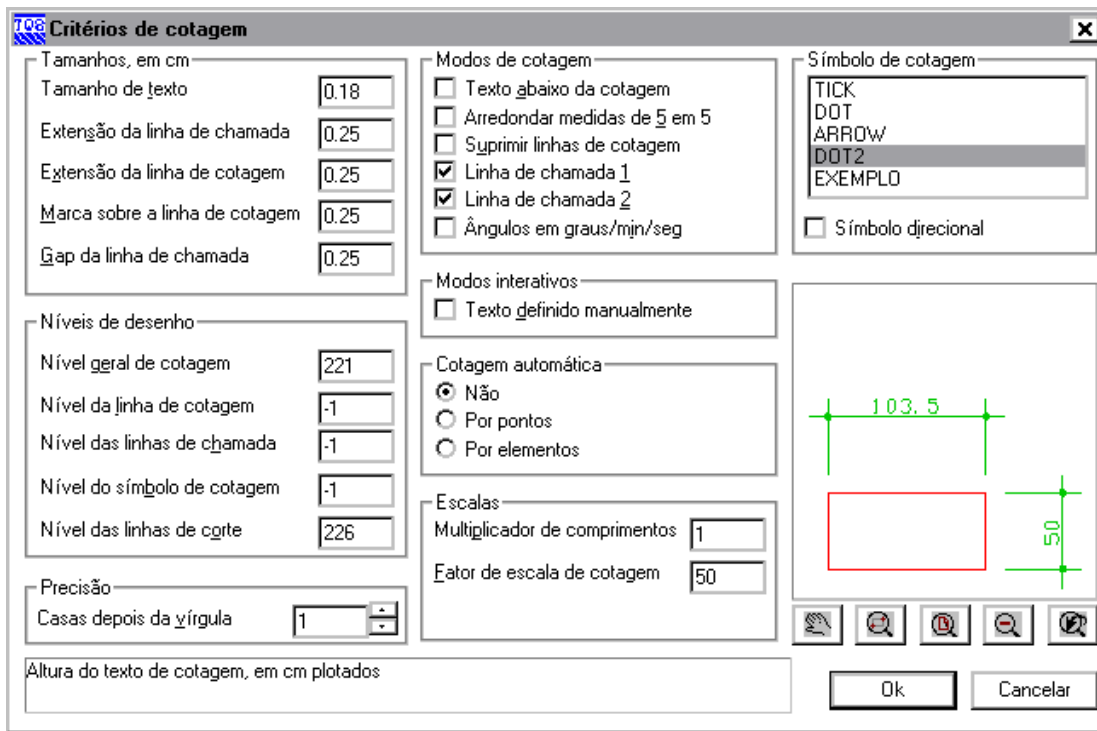 TQS Critérios de cotagem
Tamanhos, em cm
Tamanho de texto 0.18
Extensão da linha de chamada 0.25
Extensão da linha de cotagem 0.25
Marca sobre a linha de cotagem 0.25
Gap da linha de chamada 0.25
Níveis de desenho
Nível geral de cotagem 221
Nível da linha de cotagem -1
Nível das linhas de chamada -1
Nível do símbolo de cotagem -1
Nível das linhas de corte 226
Precisão
Casas depois da vírgula 1
Modos de cotagem
Texto abaixo da cotagem
Arredondar medidas de 5 em 5
Suprimir linhas de cotagem
Linha de chamada 1
Linha de chamada 2
Ângulos em graus/min/seg
Modos interativos
Texto definido manualmente
Cotagem automática
Não
Por pontos
Por elementos
Escalas
Multiplicador de comprimentos 1
Fator de escala de cotagem 50
Símbolo de cotagem
TICK
DOT
ARROW
DOT2
EXEMPLO
Símbolo direcional
103.5
50
Altura do texto de cotagem, em cm plotados
Ok
Cancelar